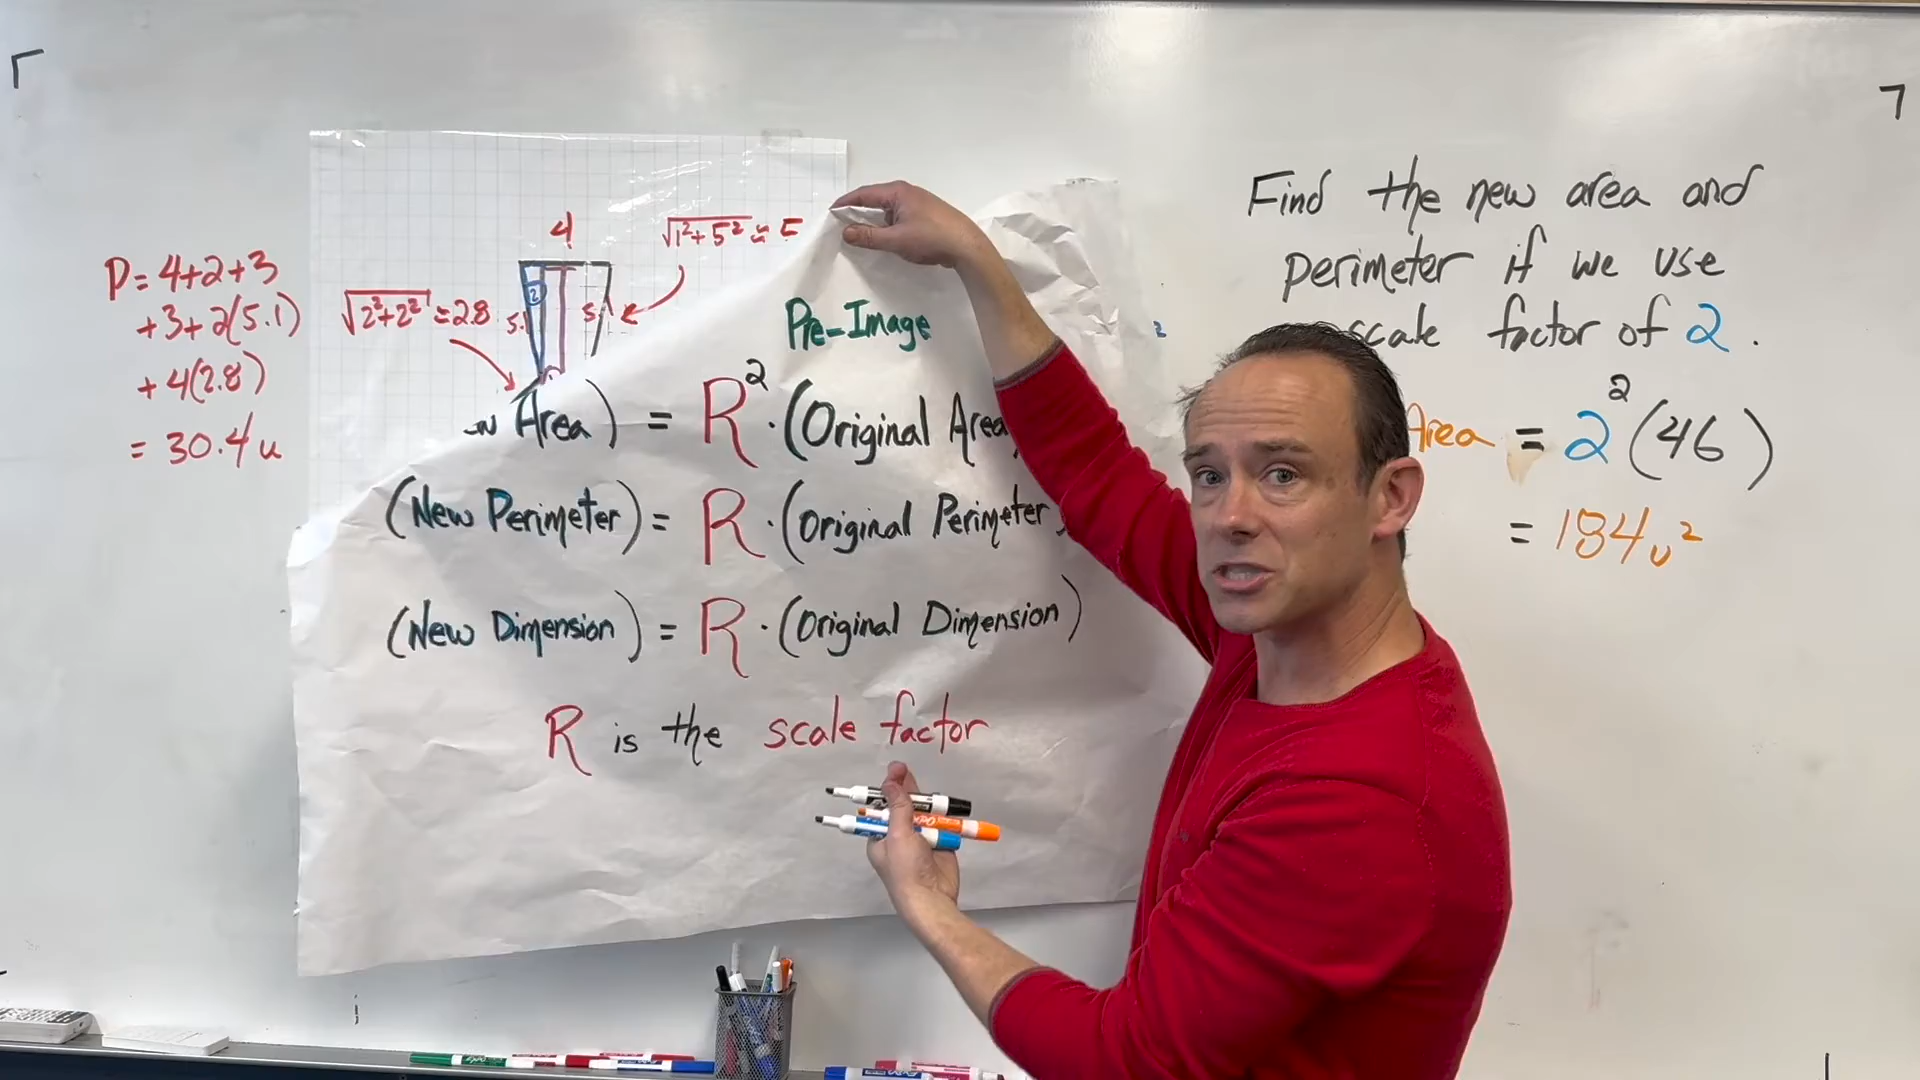 P = 4+2+3
+3+2(5.1)
+4(2.8)
= 30.4 u
4
√1²+5² ≈ 5
√2²+2² ≈ 2.8
2
5.
5.
Pre-Image
Area) = R² · (Original Area
(New Perimeter) = R · (Original Perimeter
(New Dimension) = R · (Original Dimension)
R is the scale factor
Find the new area and
perimeter if we use
scale factor of 2.
Area = 2² (46)
= 184u²